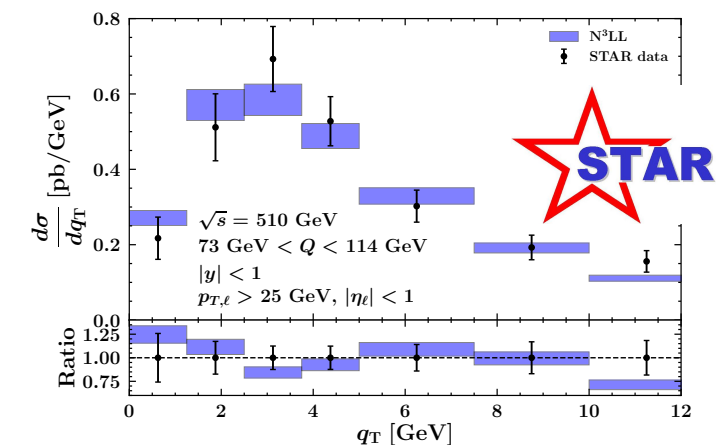 0.8
0.6
0.4
0.2
0.0
dσ/dq_T [pb/GeV]
N³LL
STAR data
STAR
√s = 510 GeV
73 GeV < Q < 114 GeV
|y| < 1
p_{T,ℓ} > 25 GeV, |η_ℓ| < 1
1.25
1.00
0.75
Ratio
0 2 4 6 8 10 12
q_T [GeV]